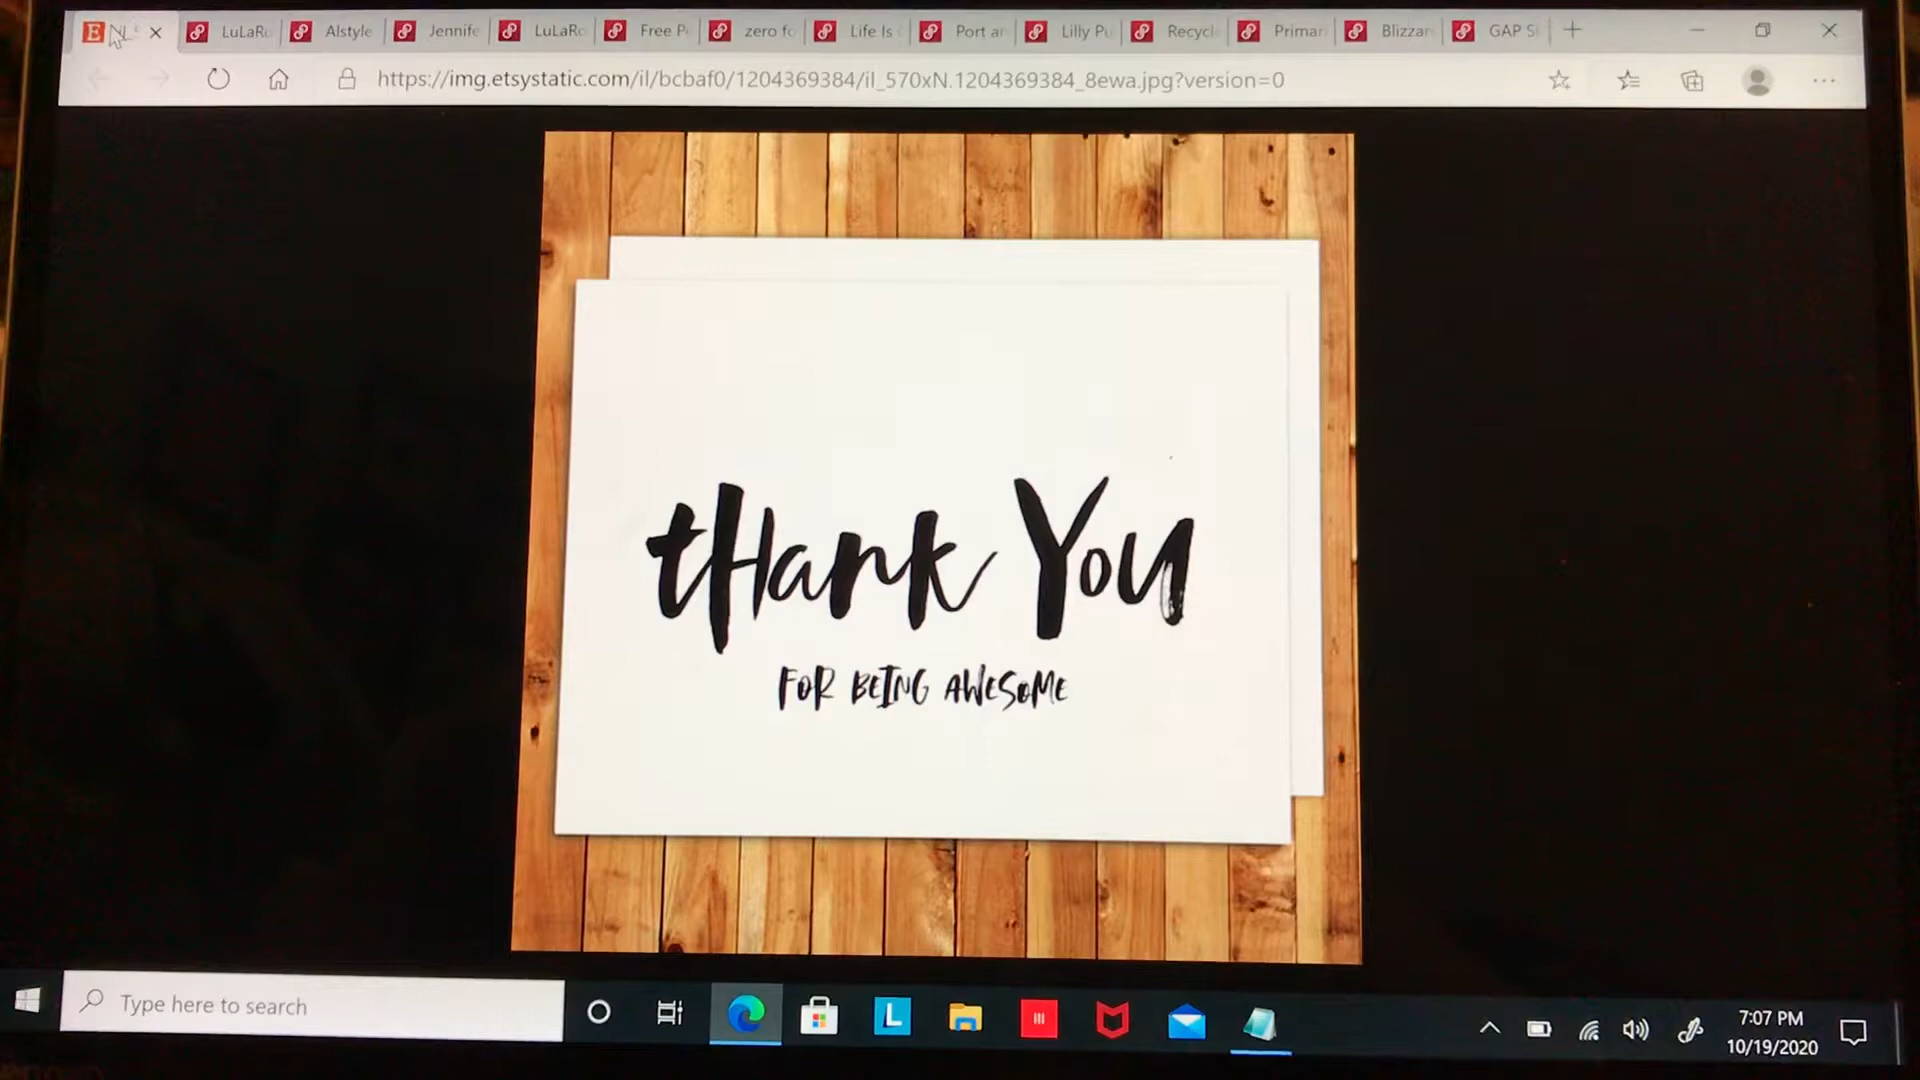 LuLaRo
Alstyle
Jennife
LuLaRo
Free P
zero fo
Life Is
Port an
Lilly Pu
Recycl
Primar
Blizzar
GAP S
https://img.etsystatic.com/il/bcbaf0/1204369384/il_570xN.1204369384_8ewa.jpg?version=0
tHank You
FOR BEING AWESOME
Type here to search
L
7:07 PM
10/19/2020